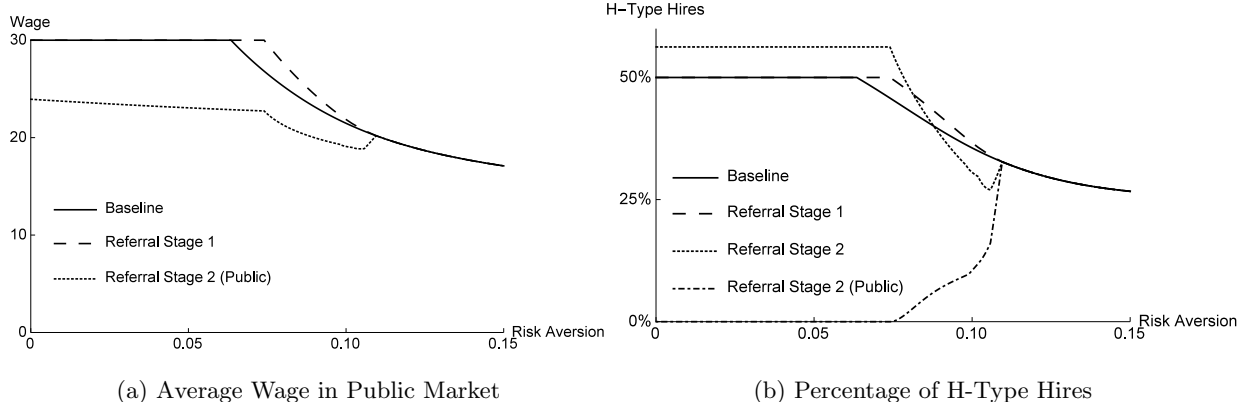 Wage
30
20
10
0
0
0.05
0.10
0.15
Risk Aversion
Baseline
Referral Stage 1
Referral Stage 2 (Public)
(a) Average Wage in Public Market
H-Type Hires
50%
25%
0%
0
0.05
0.10
0.15
Risk Aversion
Baseline
Referral Stage 1
Referral Stage 2
Referral Stage 2 (Public)
(b) Percentage of H-Type Hires